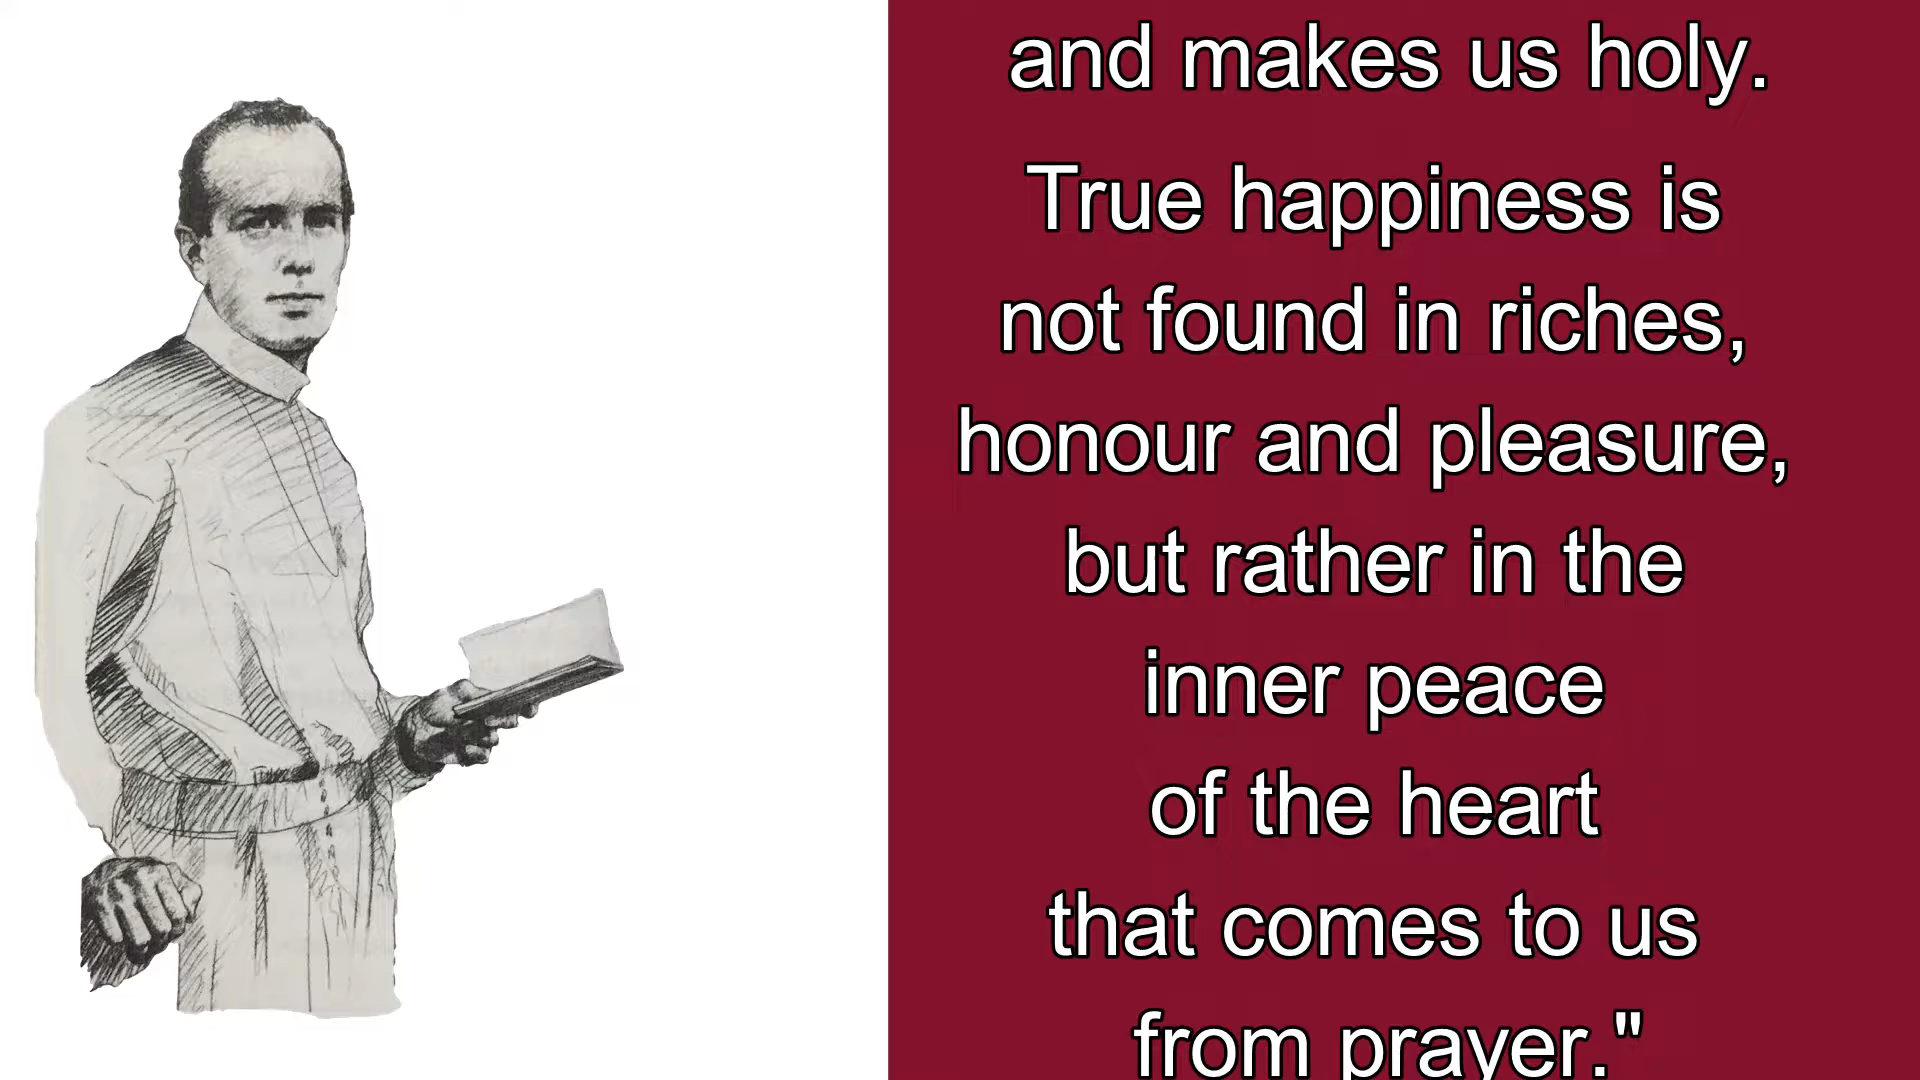 and makes us holy.
True happiness is
not found in riches,
honour and pleasure,
but rather in the
inner peace
of the heart
that comes to us
from prayer."